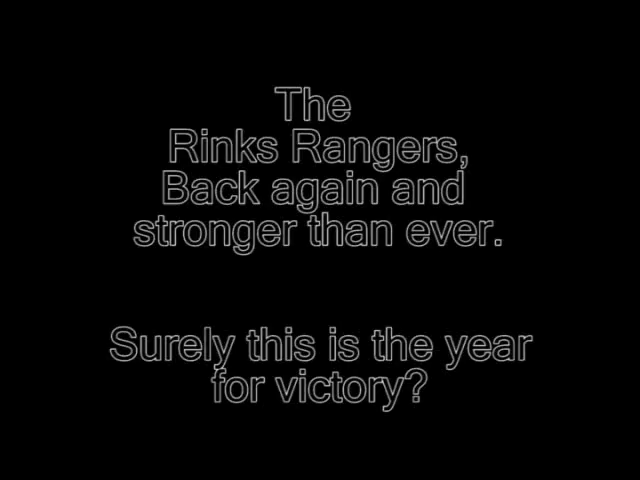 The
Rinks Rangers,
Back again and
stronger than ever.
Surely this is the year
for victory?